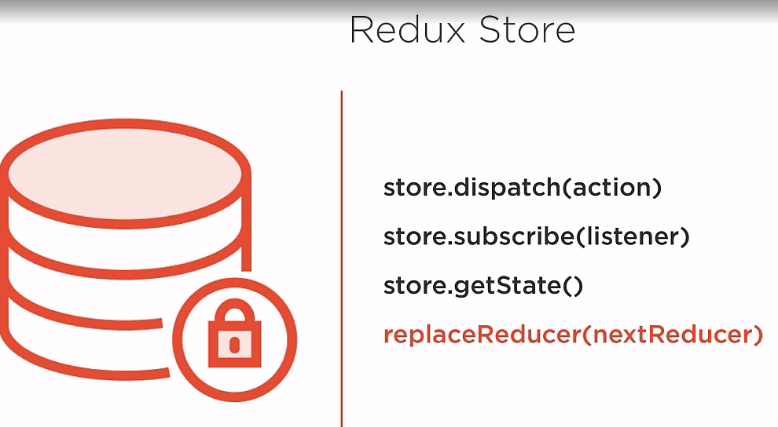 Redux Store
store.dispatch(action)
store.subscribe(listener)
store.getState()
replaceReducer(nextReducer)